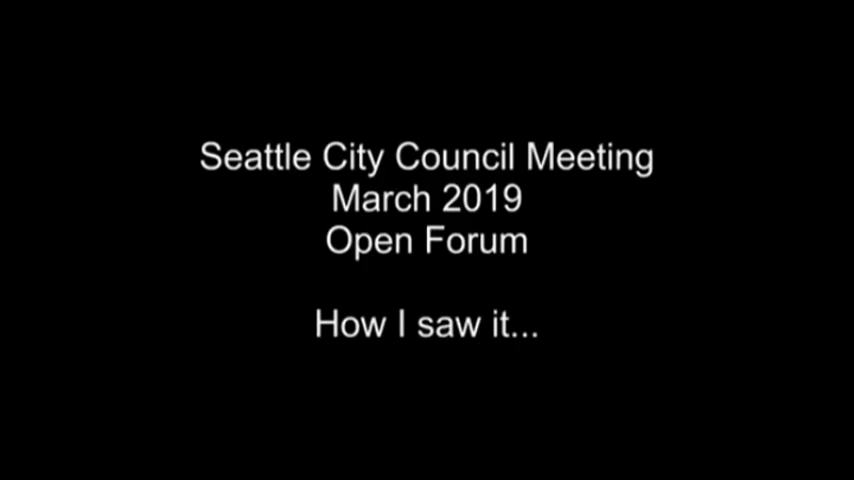 Seattle City Council Meeting
March 2019
Open Forum
How I saw it...